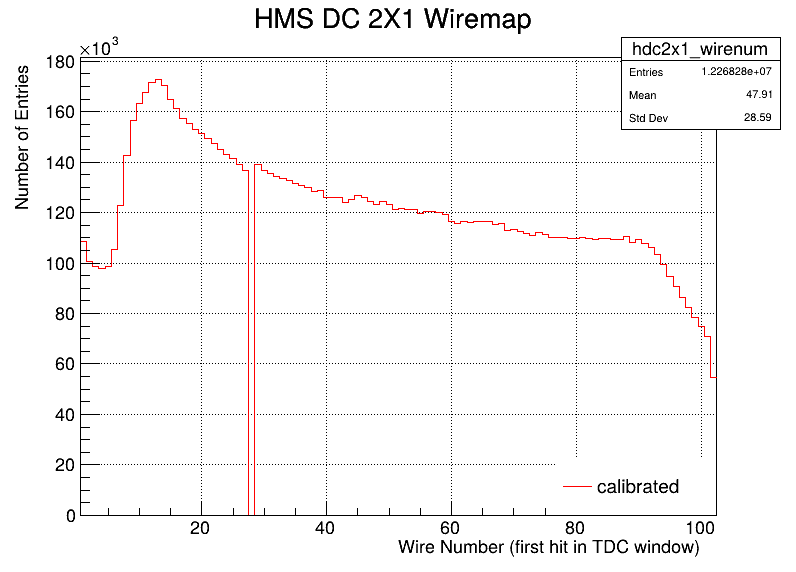 HMS DC 2X1 Wiremap
×10³
hdc2x1_wirenum
Entries 1.226828e+07
Mean 47.91
Std Dev 28.59
Number of Entries
180
160
140
120
100
80
60
40
20
0
calibrated
20 40 60 80 100
Wire Number (first hit in TDC window)